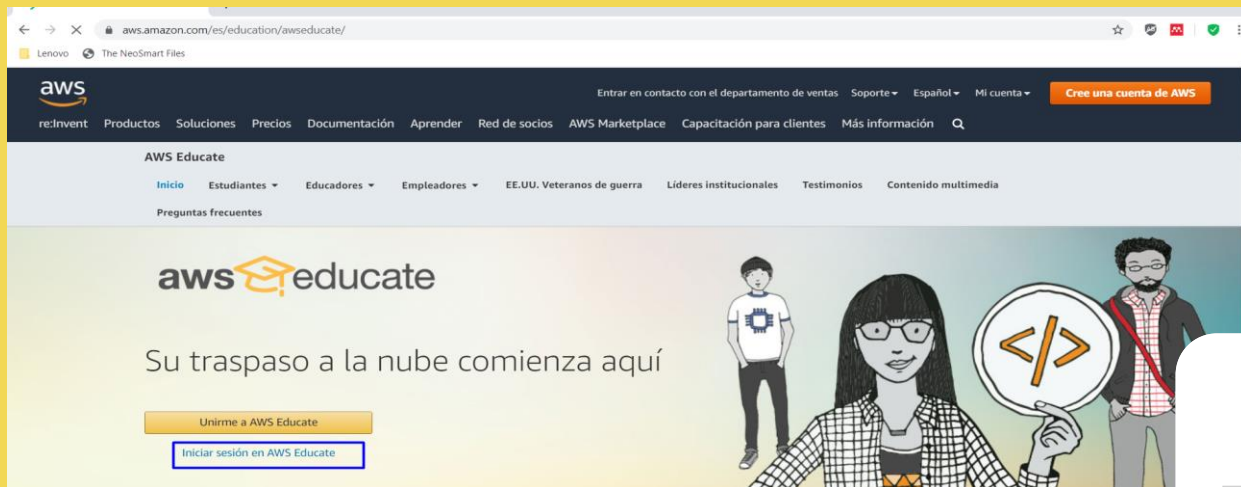 aws.amazon.com/es/education/awseducate/
Lenovo The NeoSmart Files
aws
Entrar en contacto con el departamento de ventas Soporte Español Mi cuenta Cree una cuenta de AWS
re:Invent Productos Soluciones Precios Documentación Aprender Red de socios AWS Marketplace Capacitación para clientes Más información
AWS Educate
Inicio Estudiantes Educadores Empleadores EE.UU. Veteranos de guerra Líderes institucionales Testimonios Contenido multimedia
Preguntas frecuentes
aws educate
Su traspaso a la nube comienza aquí
</>
Unirme a AWS Educate
Iniciar sesión en AWS Educate